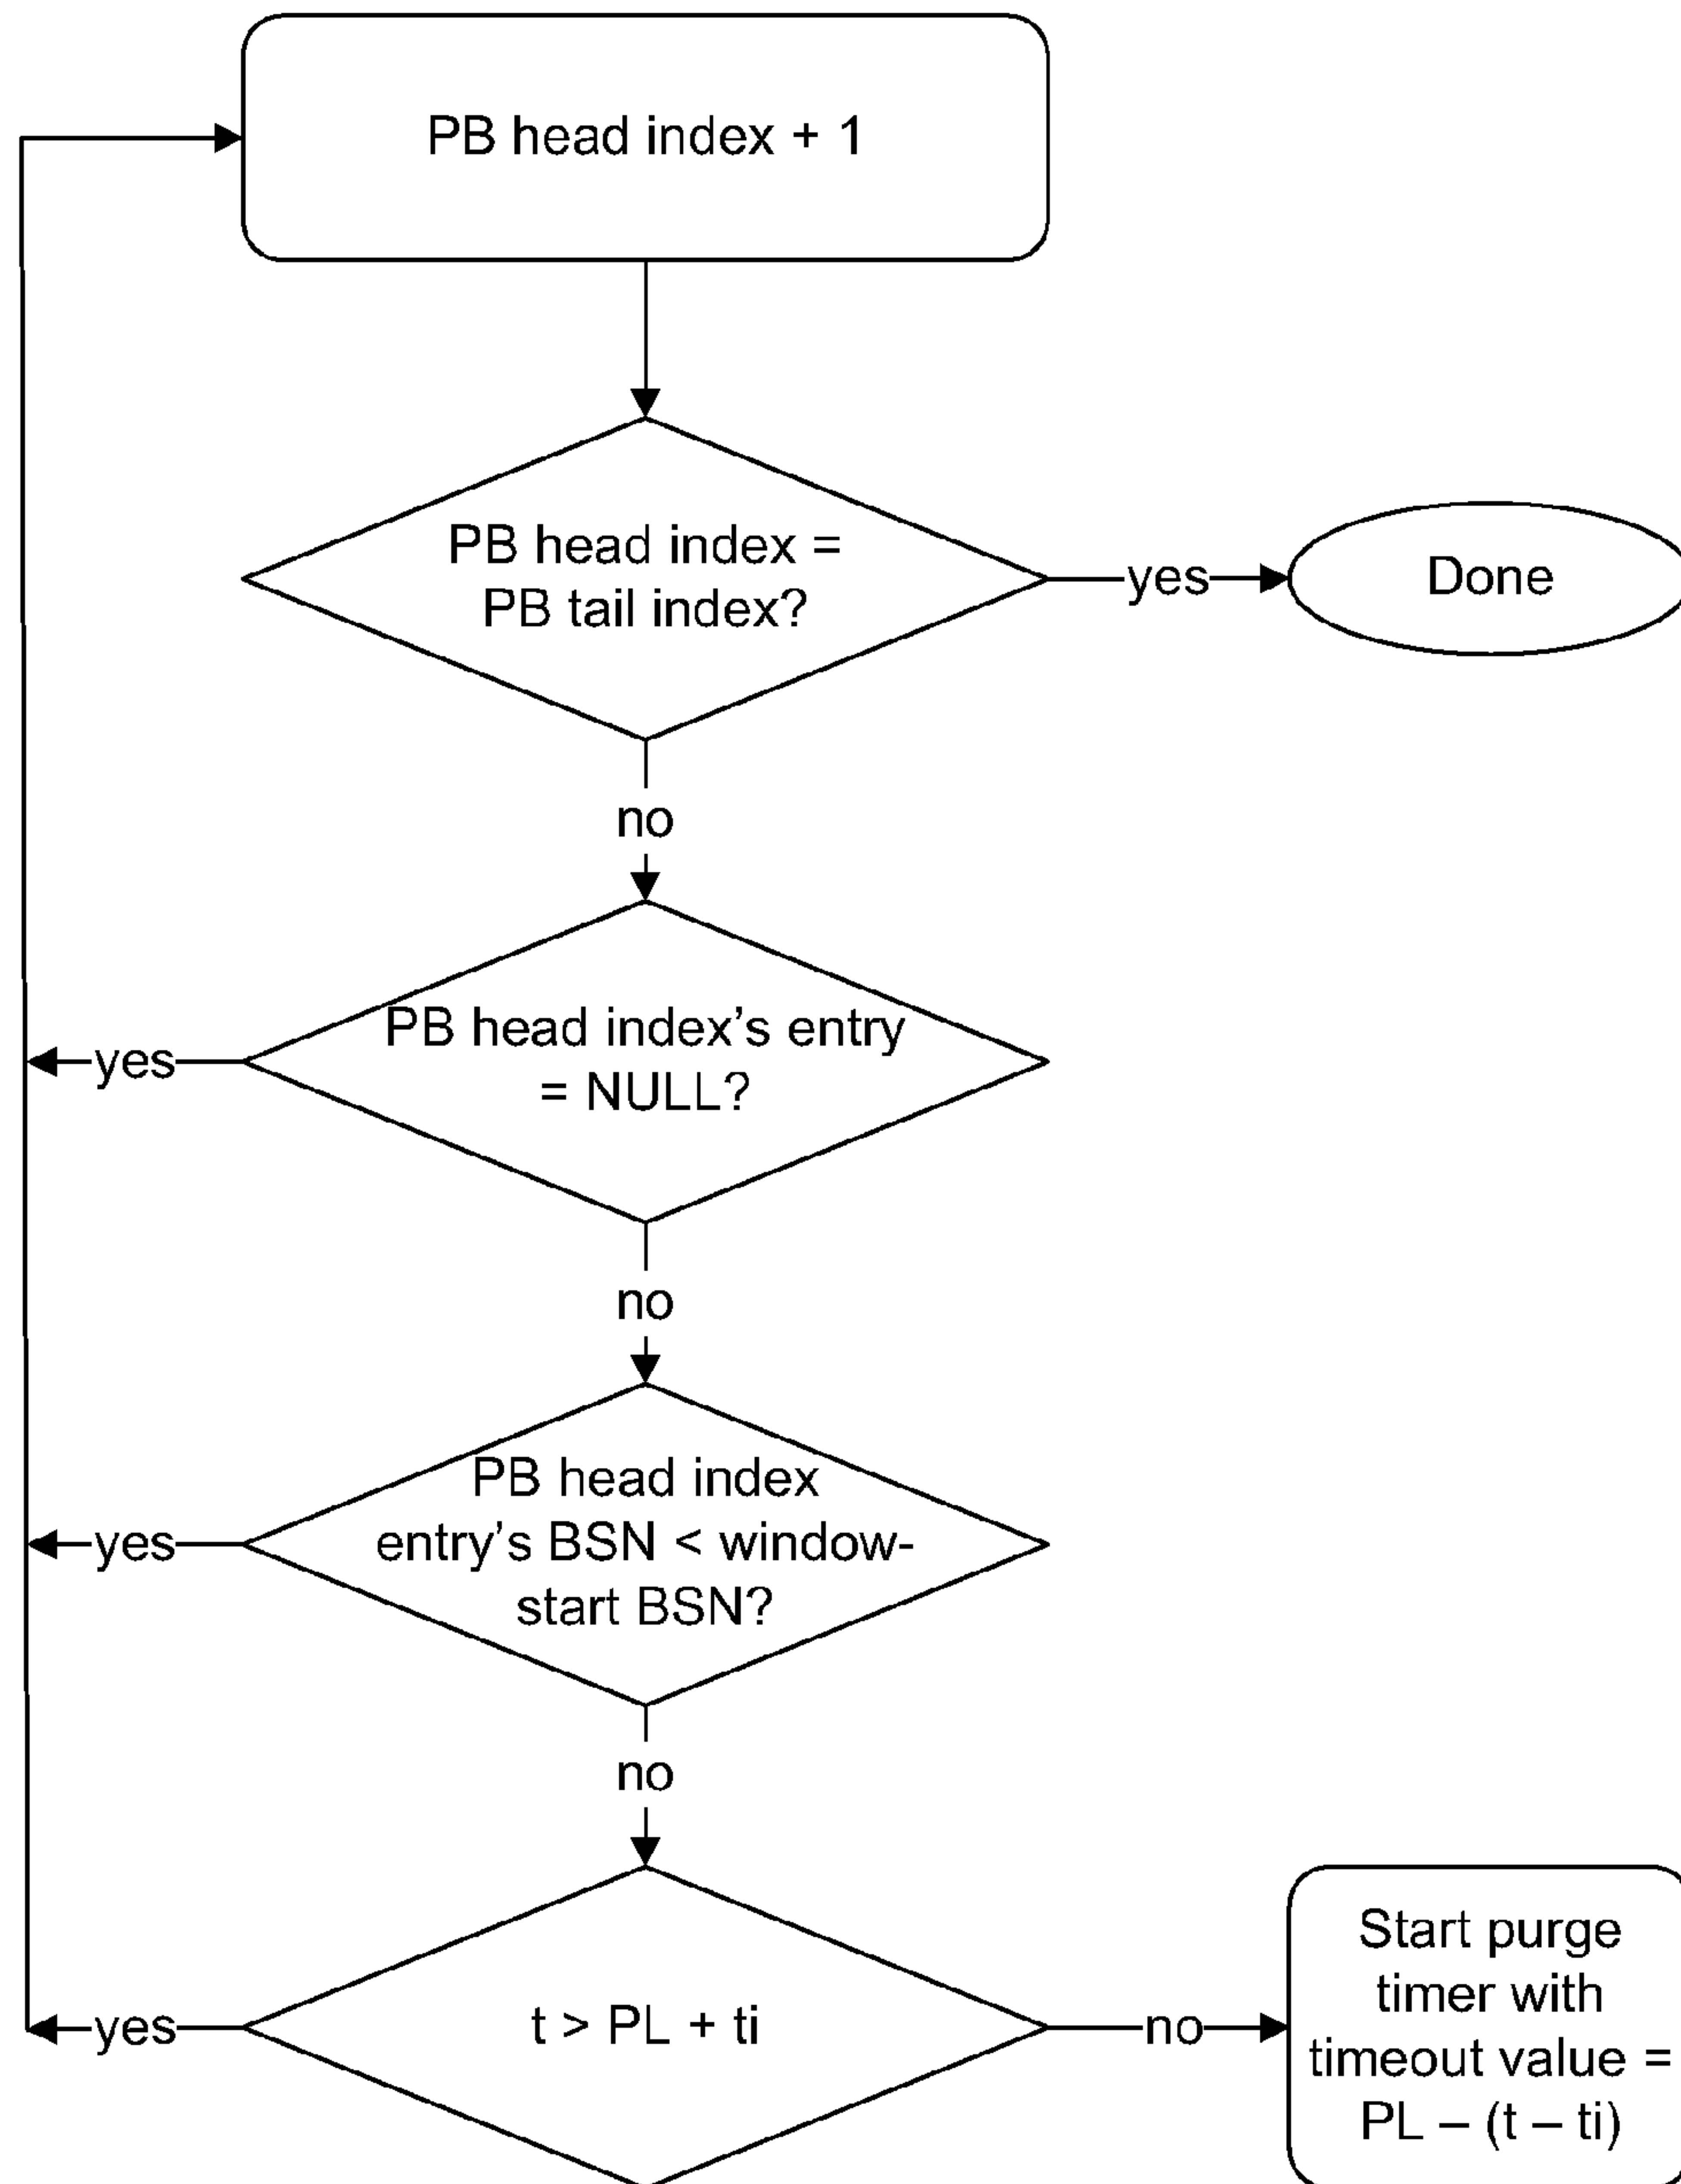 PB head index + 1
PB head index =
PB tail index?
yes
Done
no
PB head index's entry
= NULL?
yes
no
PB head index
entry's BSN < window-
start BSN?
yes
no
t > PL + ti
yes
no
Start purge
timer with
timeout value =
PL – (t – ti)